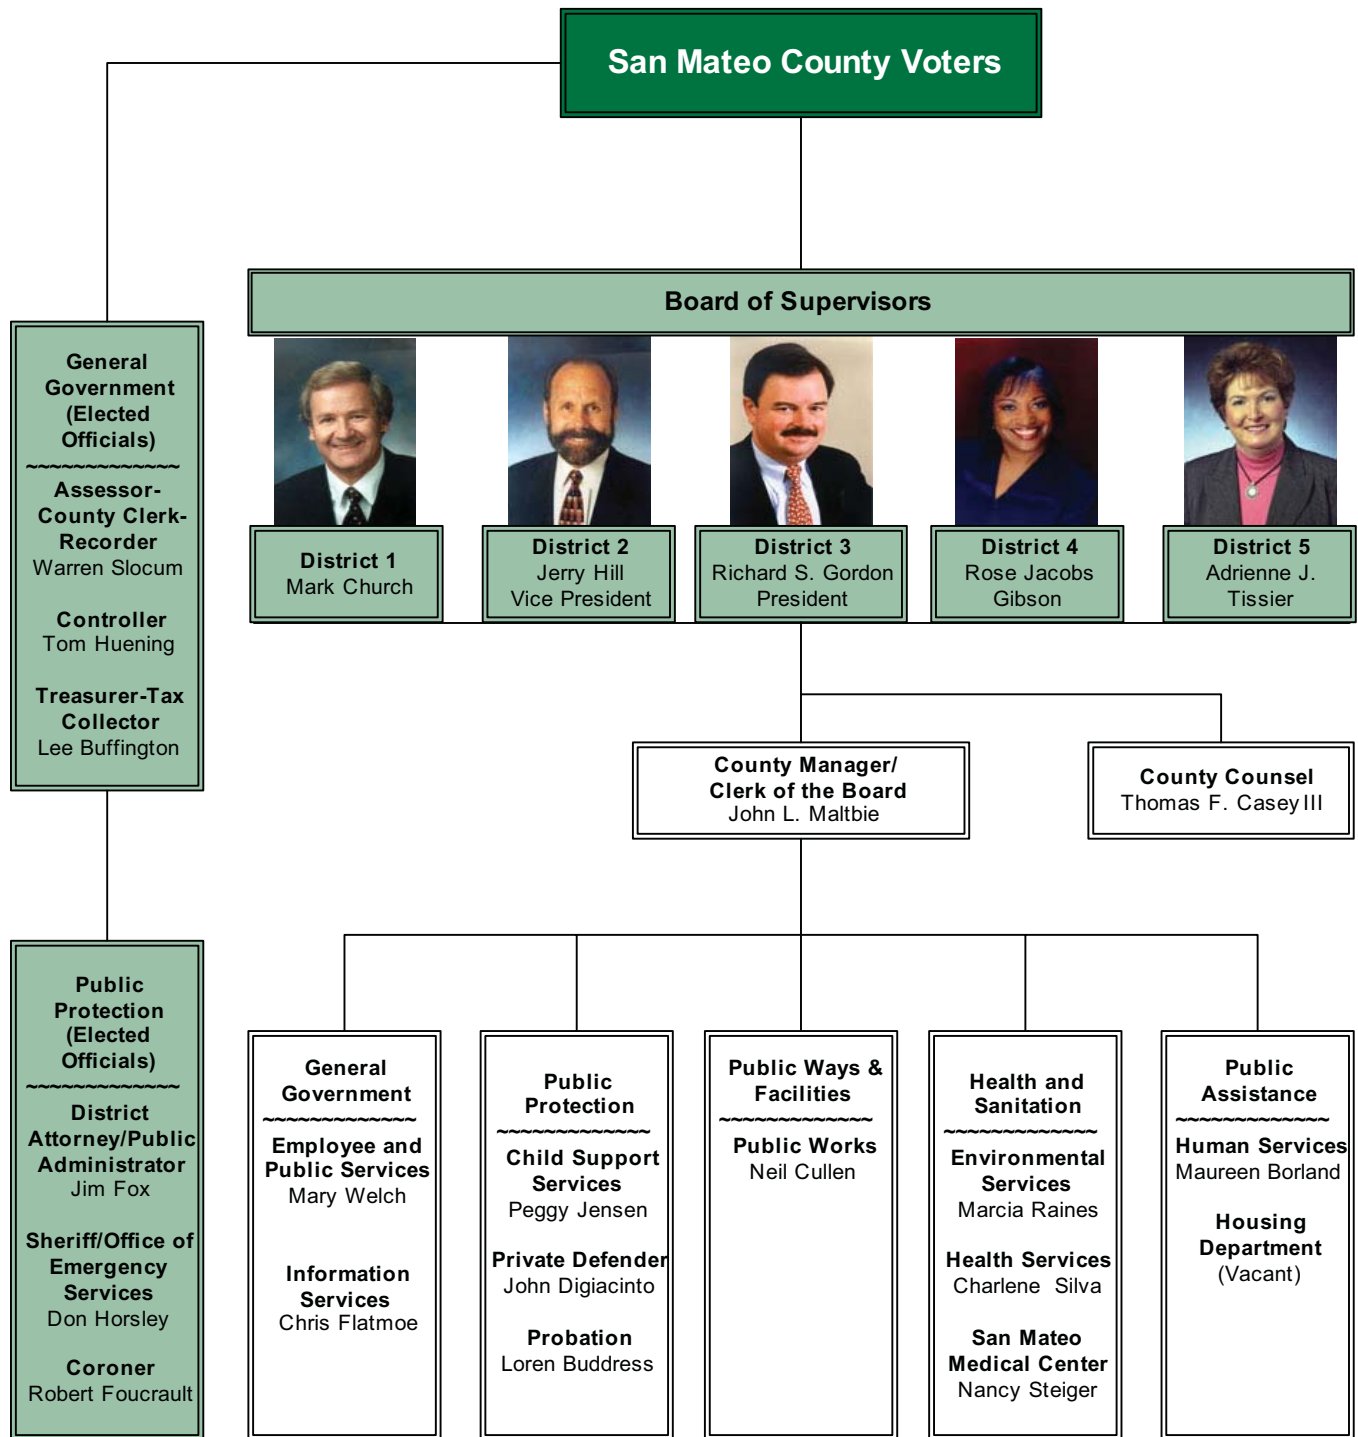 San Mateo County Voters
Board of Supervisors
General
Government
(Elected
Officials)
~~~~~~~~~~~~~
Assessor-
County Clerk-
Recorder
Warren Slocum
Controller
Tom Huening
Treasurer-Tax
Collector
Lee Buffington
District 1
Mark Church
District 2
Jerry Hill
Vice President
District 3
Richard S. Gordon
President
District 4
Rose Jacobs
Gibson
District 5
Adrienne J.
Tissier
County Manager/
Clerk of the Board
John L. Maltbie
County Counsel
Thomas F. Casey III
Public
Protection
(Elected
Officials)
~~~~~~~~~~~~~
District
Attorney/Public
Administrator
Jim Fox
Sheriff/Office of
Emergency
Services
Don Horsley
Coroner
Robert Foucrault
General
Government
~~~~~~~~~~~~~
Employee and
Public Services
Mary Welch
Information
Services
Chris Flatmoe
Public
Protection
~~~~~~~~~~~~~
Child Support
Services
Peggy Jensen
Private Defender
John Digiacinto
Probation
Loren Buddress
Public Ways &
Facilities
~~~~~~~~~~~~~
Public Works
Neil Cullen
Health and
Sanitation
~~~~~~~~~~~~~
Environmental
Services
Marcia Raines
Health Services
Charlene Silva
San Mateo
Medical Center
Nancy Steiger
Public
Assistance
~~~~~~~~~~~~~
Human Services
Maureen Borland
Housing
Department
(Vacant)